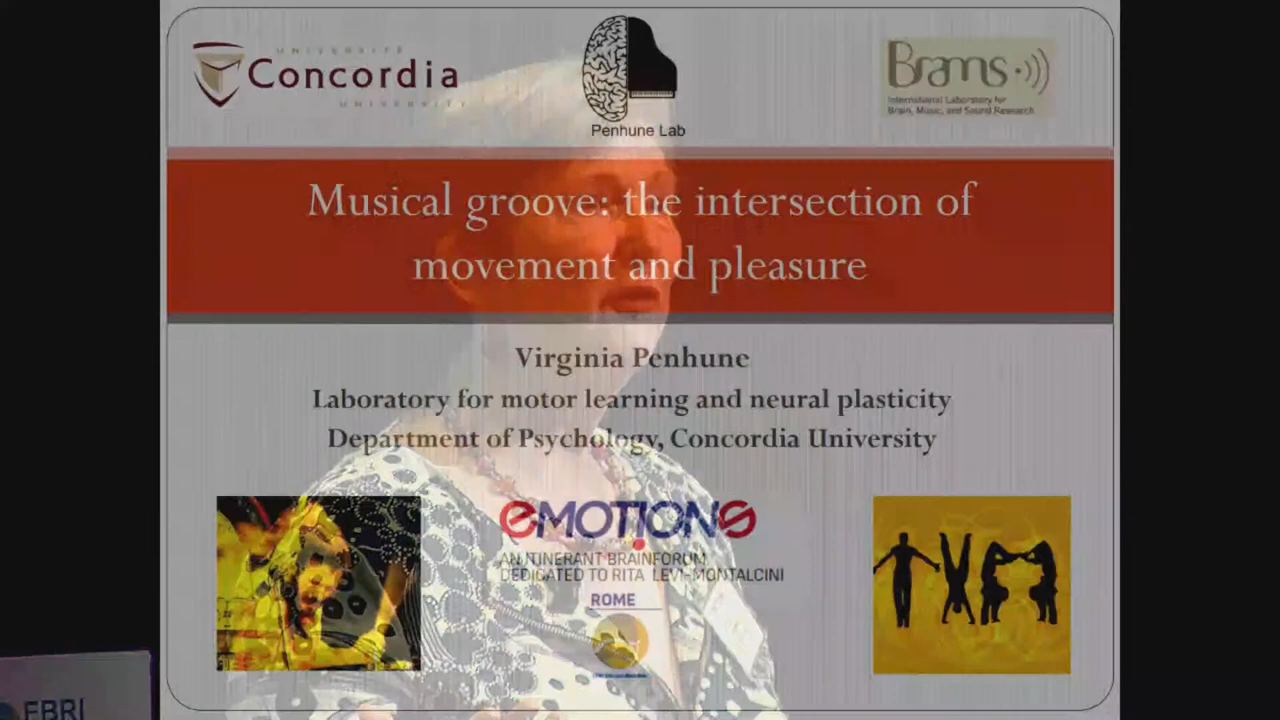 UNIVERSITÉ
Concordia
UNIVERSITY
Penhune Lab
Brams
International Laboratory for
Brain, Music, and Sound Research
Musical groove: the intersection of
movement and pleasure
Virginia Penhune
Laboratory for motor learning and neural plasticity
Department of Psychology, Concordia University
eMOTIONS
AN ITINERANT BRAINFORUM
DEDICATED TO RITA LEVI-MONTALCINI
ROME
EBRI